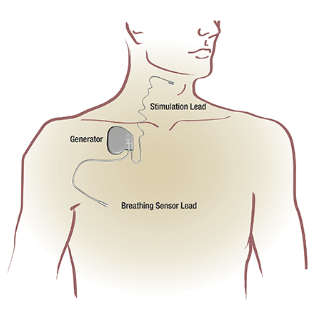 Stimulation Lead
Generator
Breathing Sensor Lead